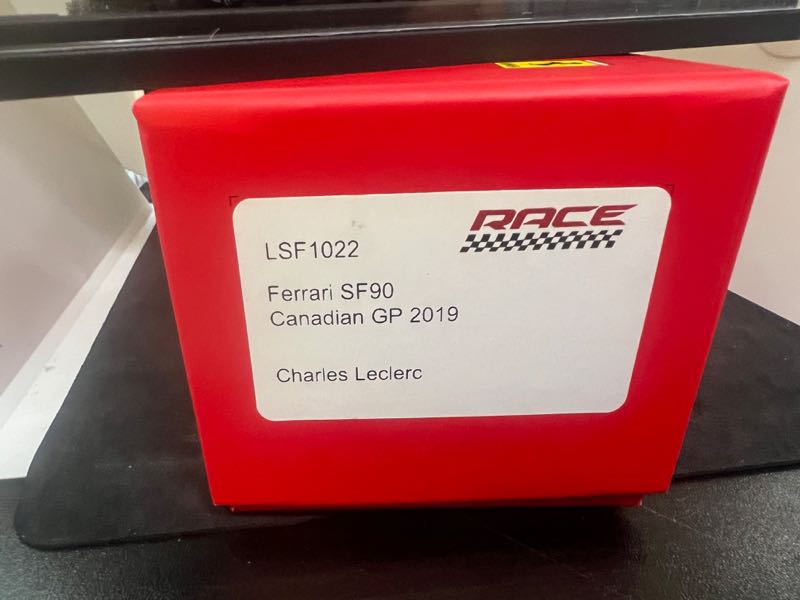 RACE
LSF1022
Ferrari SF90
Canadian GP 2019
Charles Leclerc